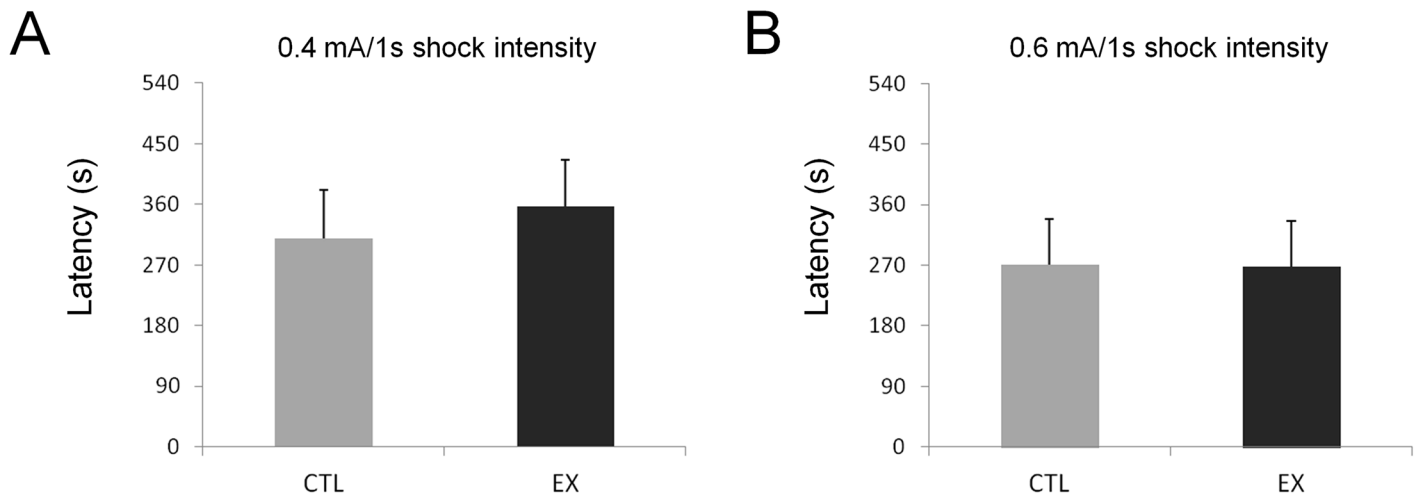 A
0.4 mA/1s shock intensity
540
450
360
270
180
90
0
Latency (s)
CTL
EX
B
0.6 mA/1s shock intensity
540
450
360
270
180
90
0
Latency (s)
CTL
EX